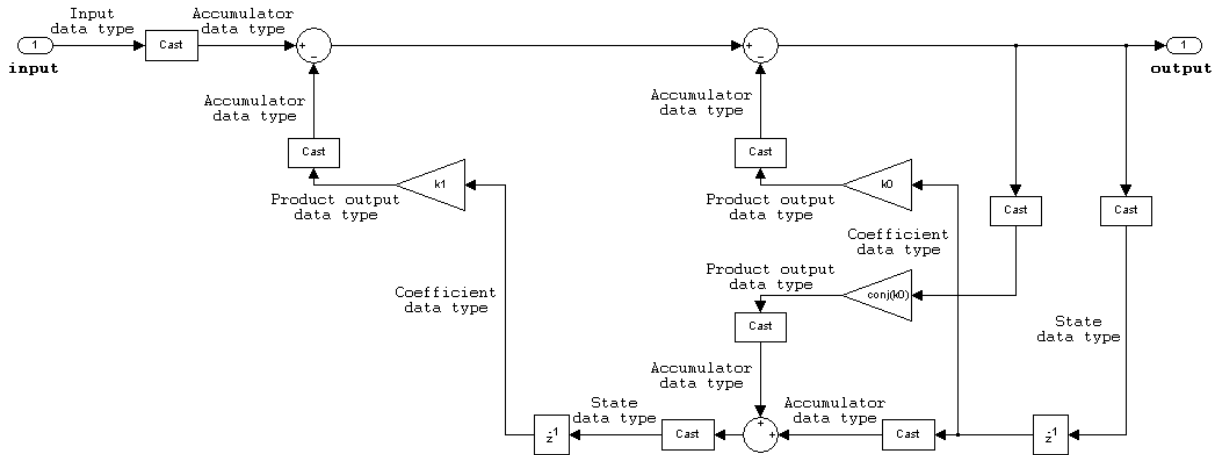 Input
data type
Accumulator
data type
1
Cast
+
−
+
−
1
input
output
Accumulator
data type
Accumulator
data type
Cast
Cast
k1
k0
Product output
data type
Product output
data type
Cast
Cast
Coefficient
data type
Product output
data type
Coefficient
data type
conj(k0)
Cast
State
data type
Accumulator
data type
State
data type
Accumulator
data type
z-1
Cast
+
+
Cast
z-1